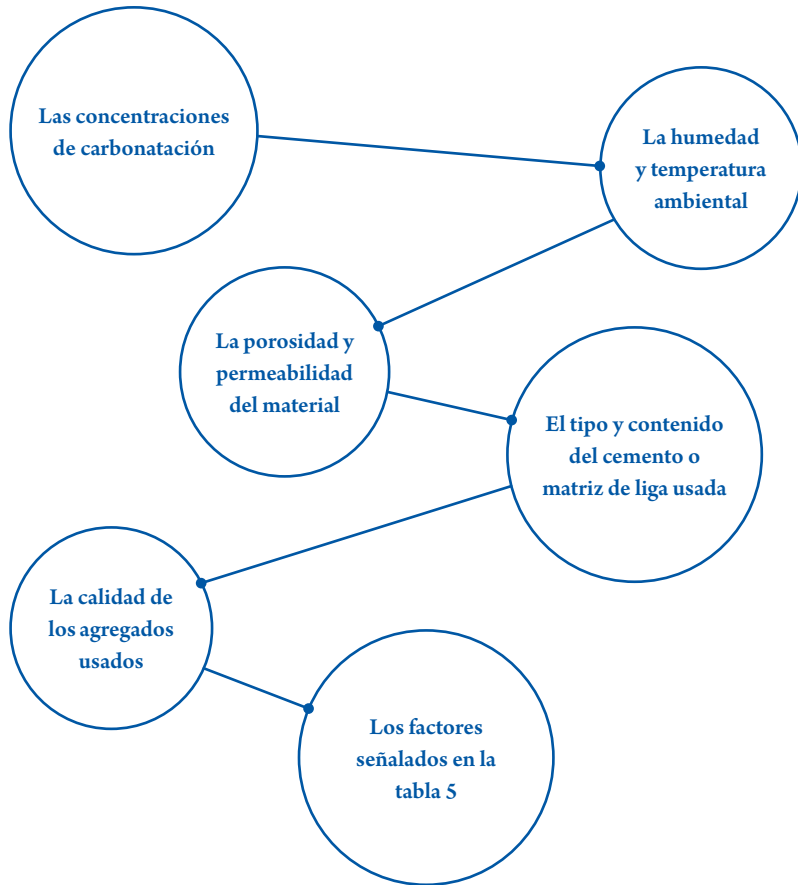 Las concentraciones
de carbonatación
La humedad
y temperatura
ambiental
La porosidad y
permeabilidad
del material
El tipo y contenido
del cemento o
matriz de liga usada
La calidad de
los agregados
usados
Los factores
señalados en la
tabla 5